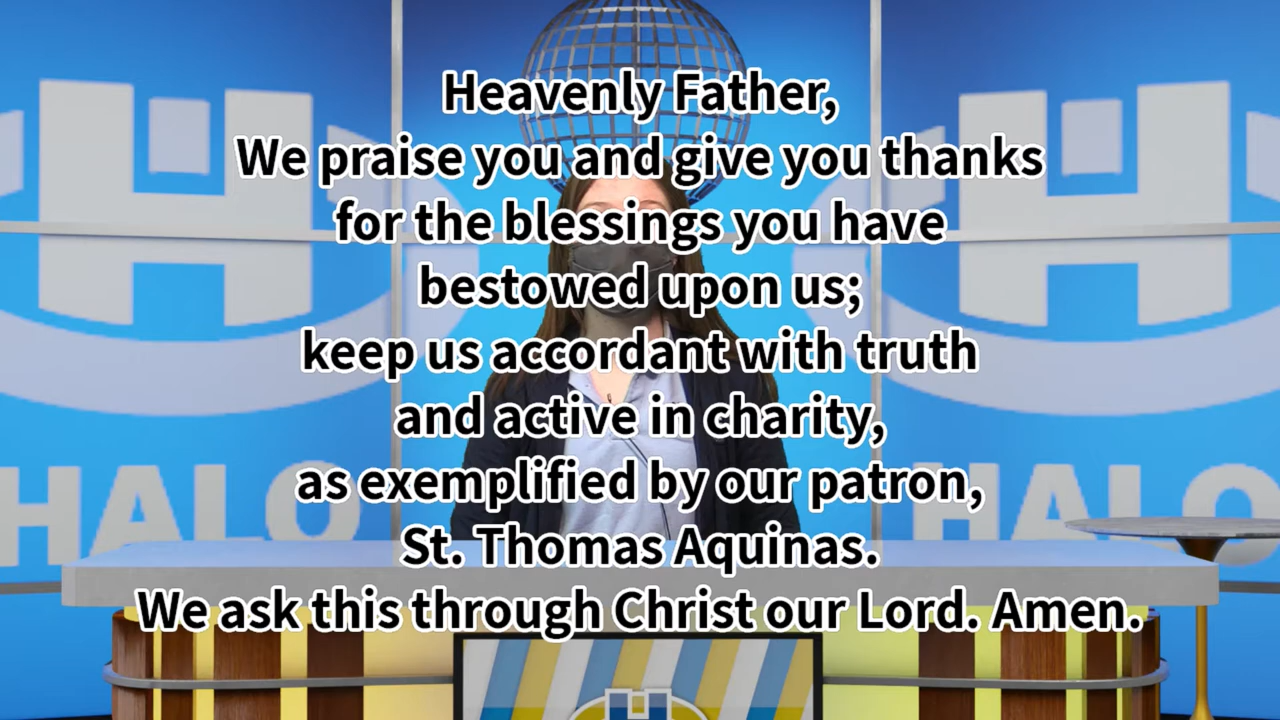 Heavenly Father,
We praise you and give you thanks
for the blessings you have
bestowed upon us;
keep us accordant with truth
and active in charity,
as exemplified by our patron,
St. Thomas Aquinas.
We ask this through Christ our Lord. Amen.
H
H
HALO
HALO
H